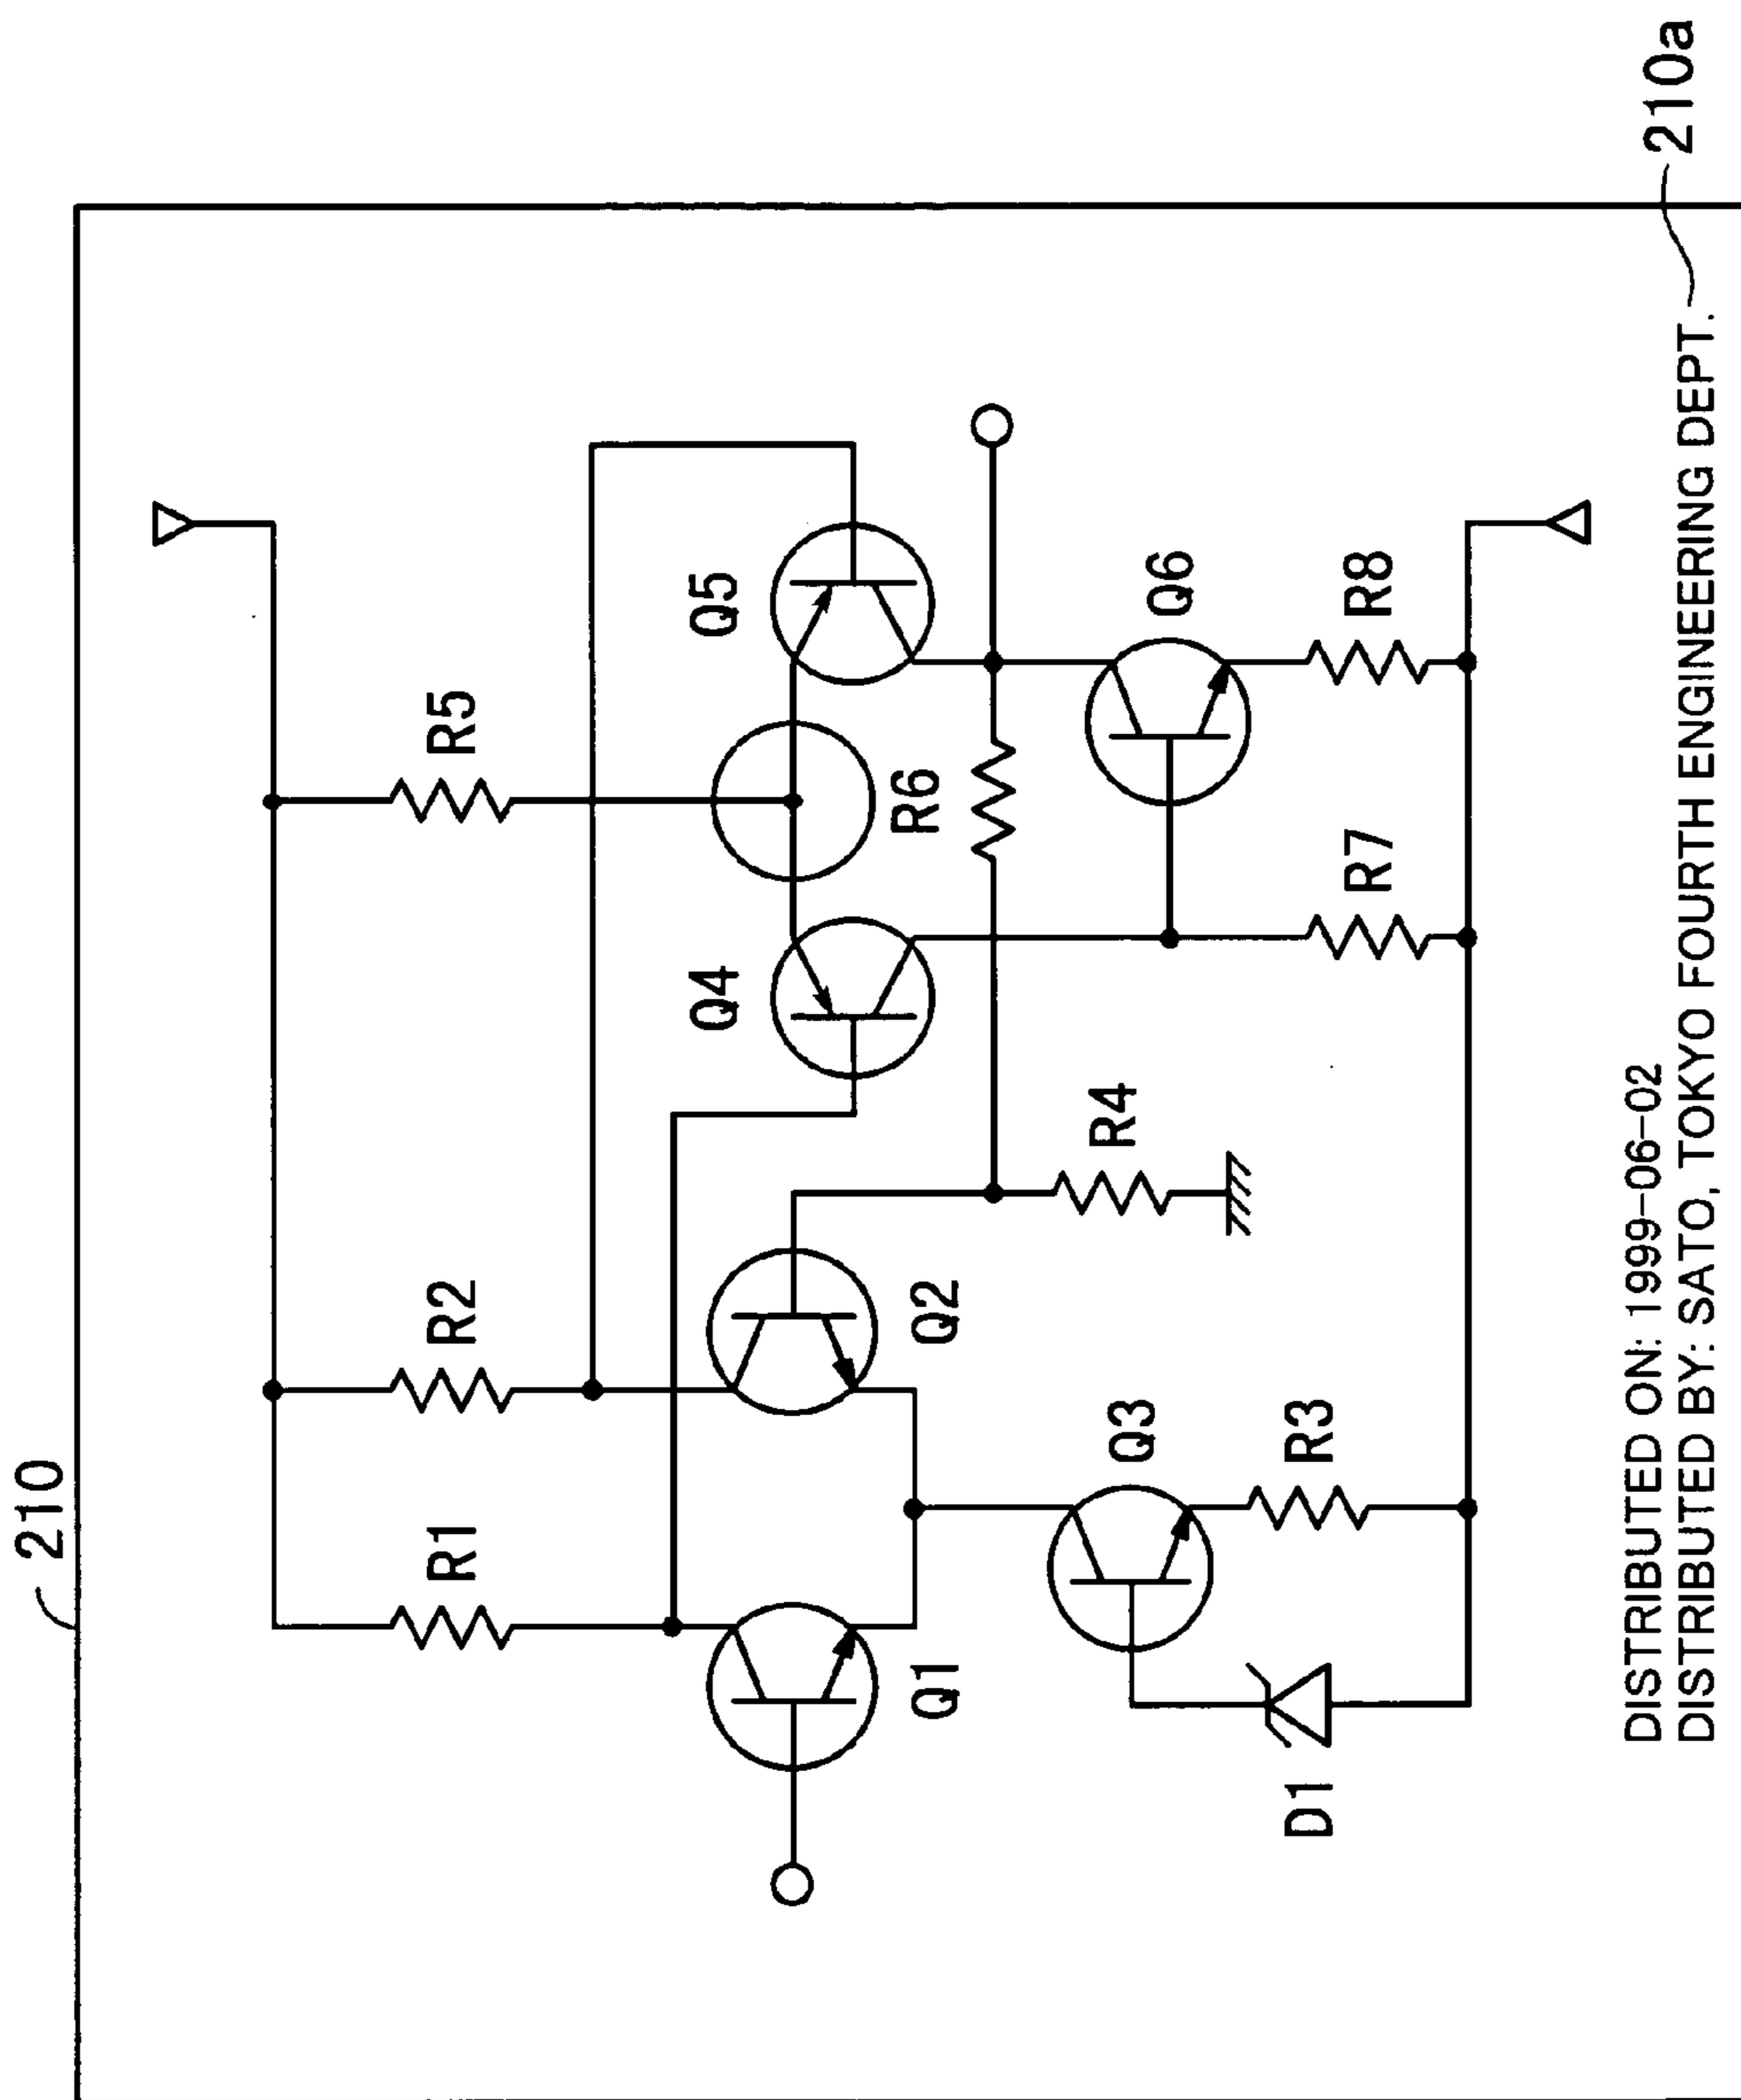 210
R1
R2
R5
Q5
Q4
R6
Q1
Q2
R4
Q6
Q3
D1
R3
R7
R8
DISTRIBUTED ON: 1999-06-02
DISTRIBUTED BY: SATO, TOKYO FOURTH ENGINEERING DEPT.
210a